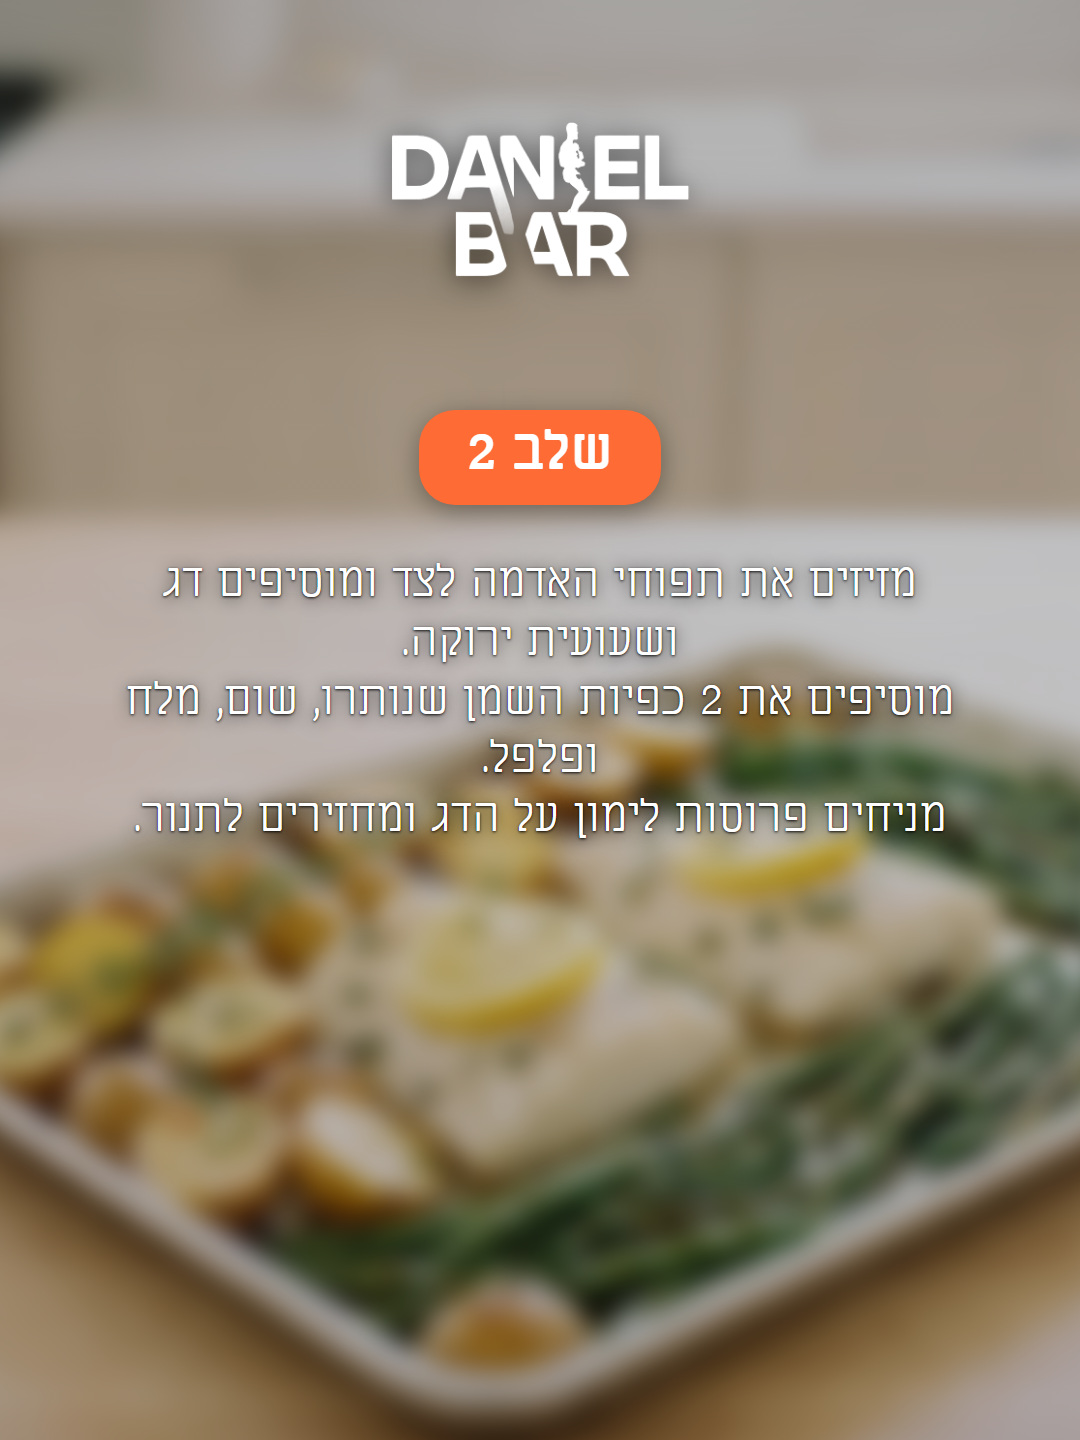 DANIEL
BAR
שלב 2
מזיזים את תפוחי האדמה לצד ומוסיפים דג
ושעועית ירוקה.
מוסיפים את 2 כפיות השמן שנותרו, שום, מלח
ופלפל.
מניחים פרוסות לימון על הדג ומחזירים לתנור.